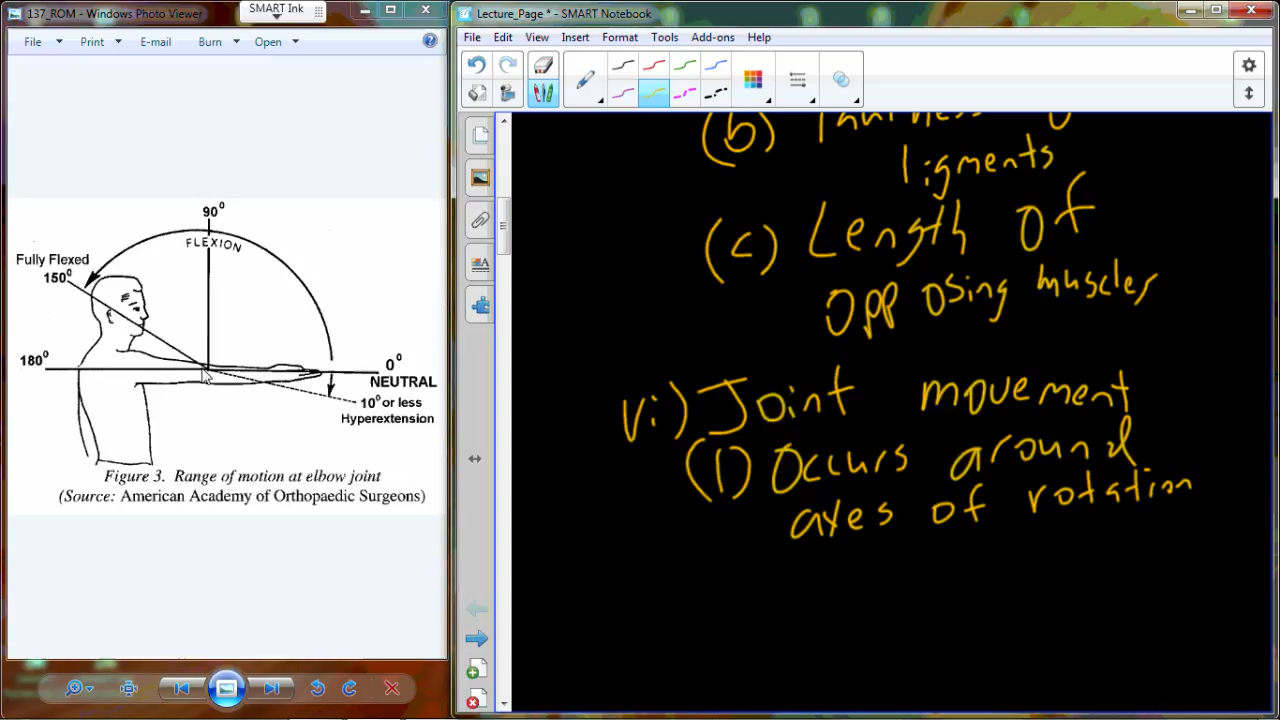 137_ROM - Windows Photo Viewer
SMART Ink
File Print E-mail Burn Open
90°
FLEXION
Fully Flexed
150°
180°
0°
NEUTRAL
10° or less
Hyperextension
Figure 3. Range of motion at elbow joint
(Source: American Academy of Orthopaedic Surgeons)
Lecture_Page * - SMART Notebook
File Edit View Insert Format Tools Add-ons Help
(b)
ligments
(c) Length of
opposing muscles
vi) Joint movement
(1) Occurs around
axes of rotation